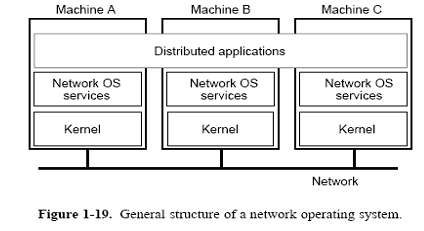 Machine A Machine B Machine C
Distributed applications
Network OS services Network OS services Network OS services
Kernel Kernel Kernel
Network
Figure 1-19. General structure of a network operating system.